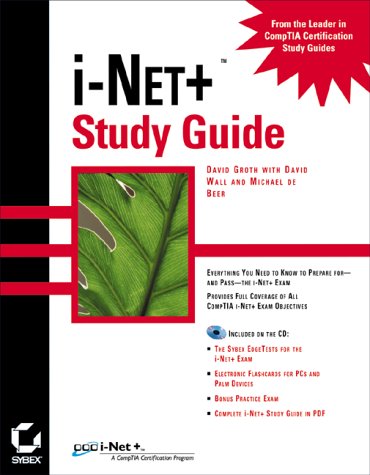 From the Leader in
CompTIA Certification
Study Guides
i-Net+™
Study Guide
David Groth with David
Wall and Michael de
Beer
Everything You Need to Know to Prepare for—
and Pass—the i-Net+ Exam
Provides Full Coverage of All
CompTIA i-Net+ Exam Objectives
Included on the CD:
• The Sybex EdgeTests for the
i-Net+ Exam
• Electronic Flashcards for PCs and
Palm Devices
• Bonus Practice Exam
• Complete i-Net+ Study Guide in PDF
SYBEX
i-Net+™
A CompTIA Certification Program